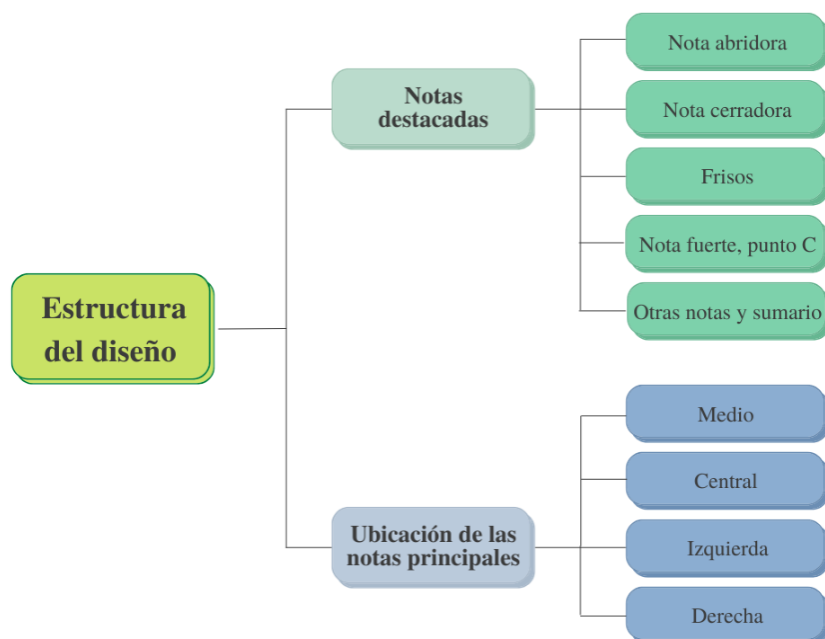 Estructura
del diseño
Notas
destacadas
Nota abridora
Nota cerradora
Frisos
Nota fuerte, punto C
Otras notas y sumario
Ubicación de las
notas principales
Medio
Central
Izquierda
Derecha